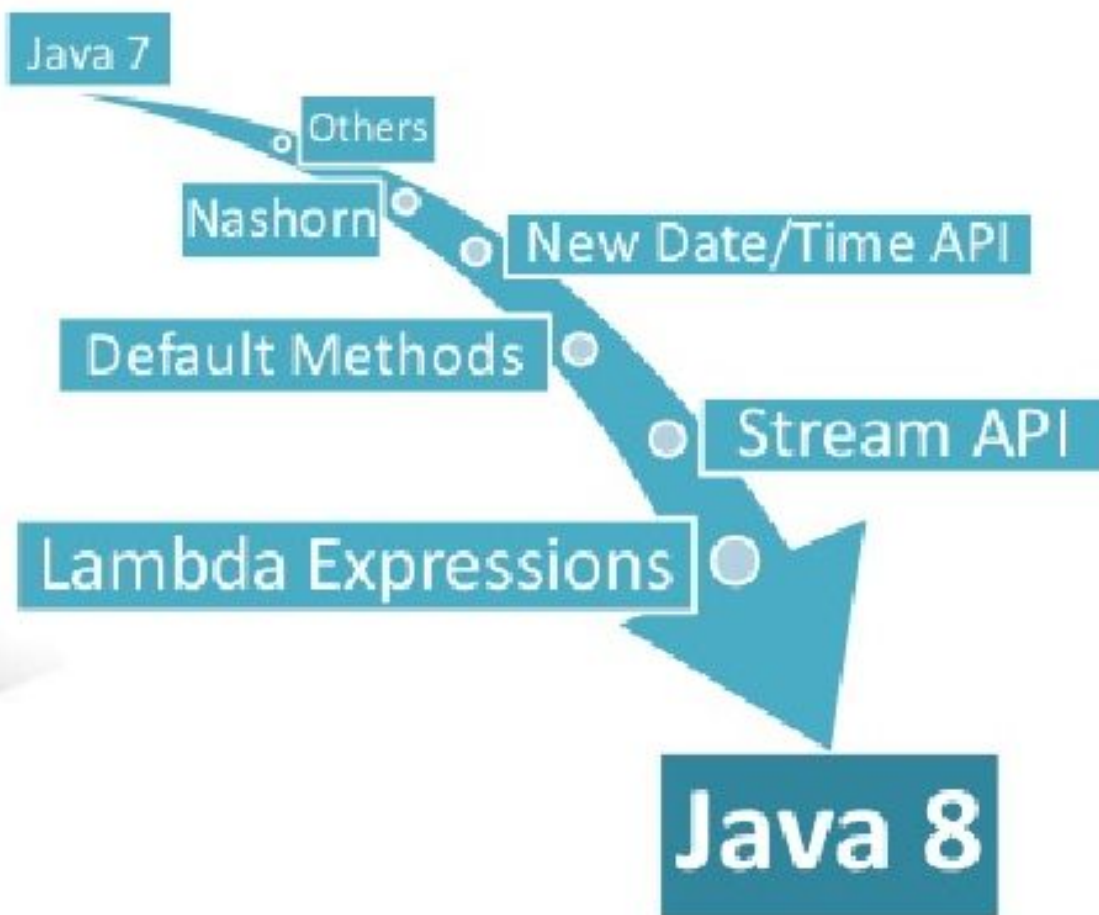 Java 7
Others
Nashorn
New Date/Time API
Default Methods
Stream API
Lambda Expressions
Java 8